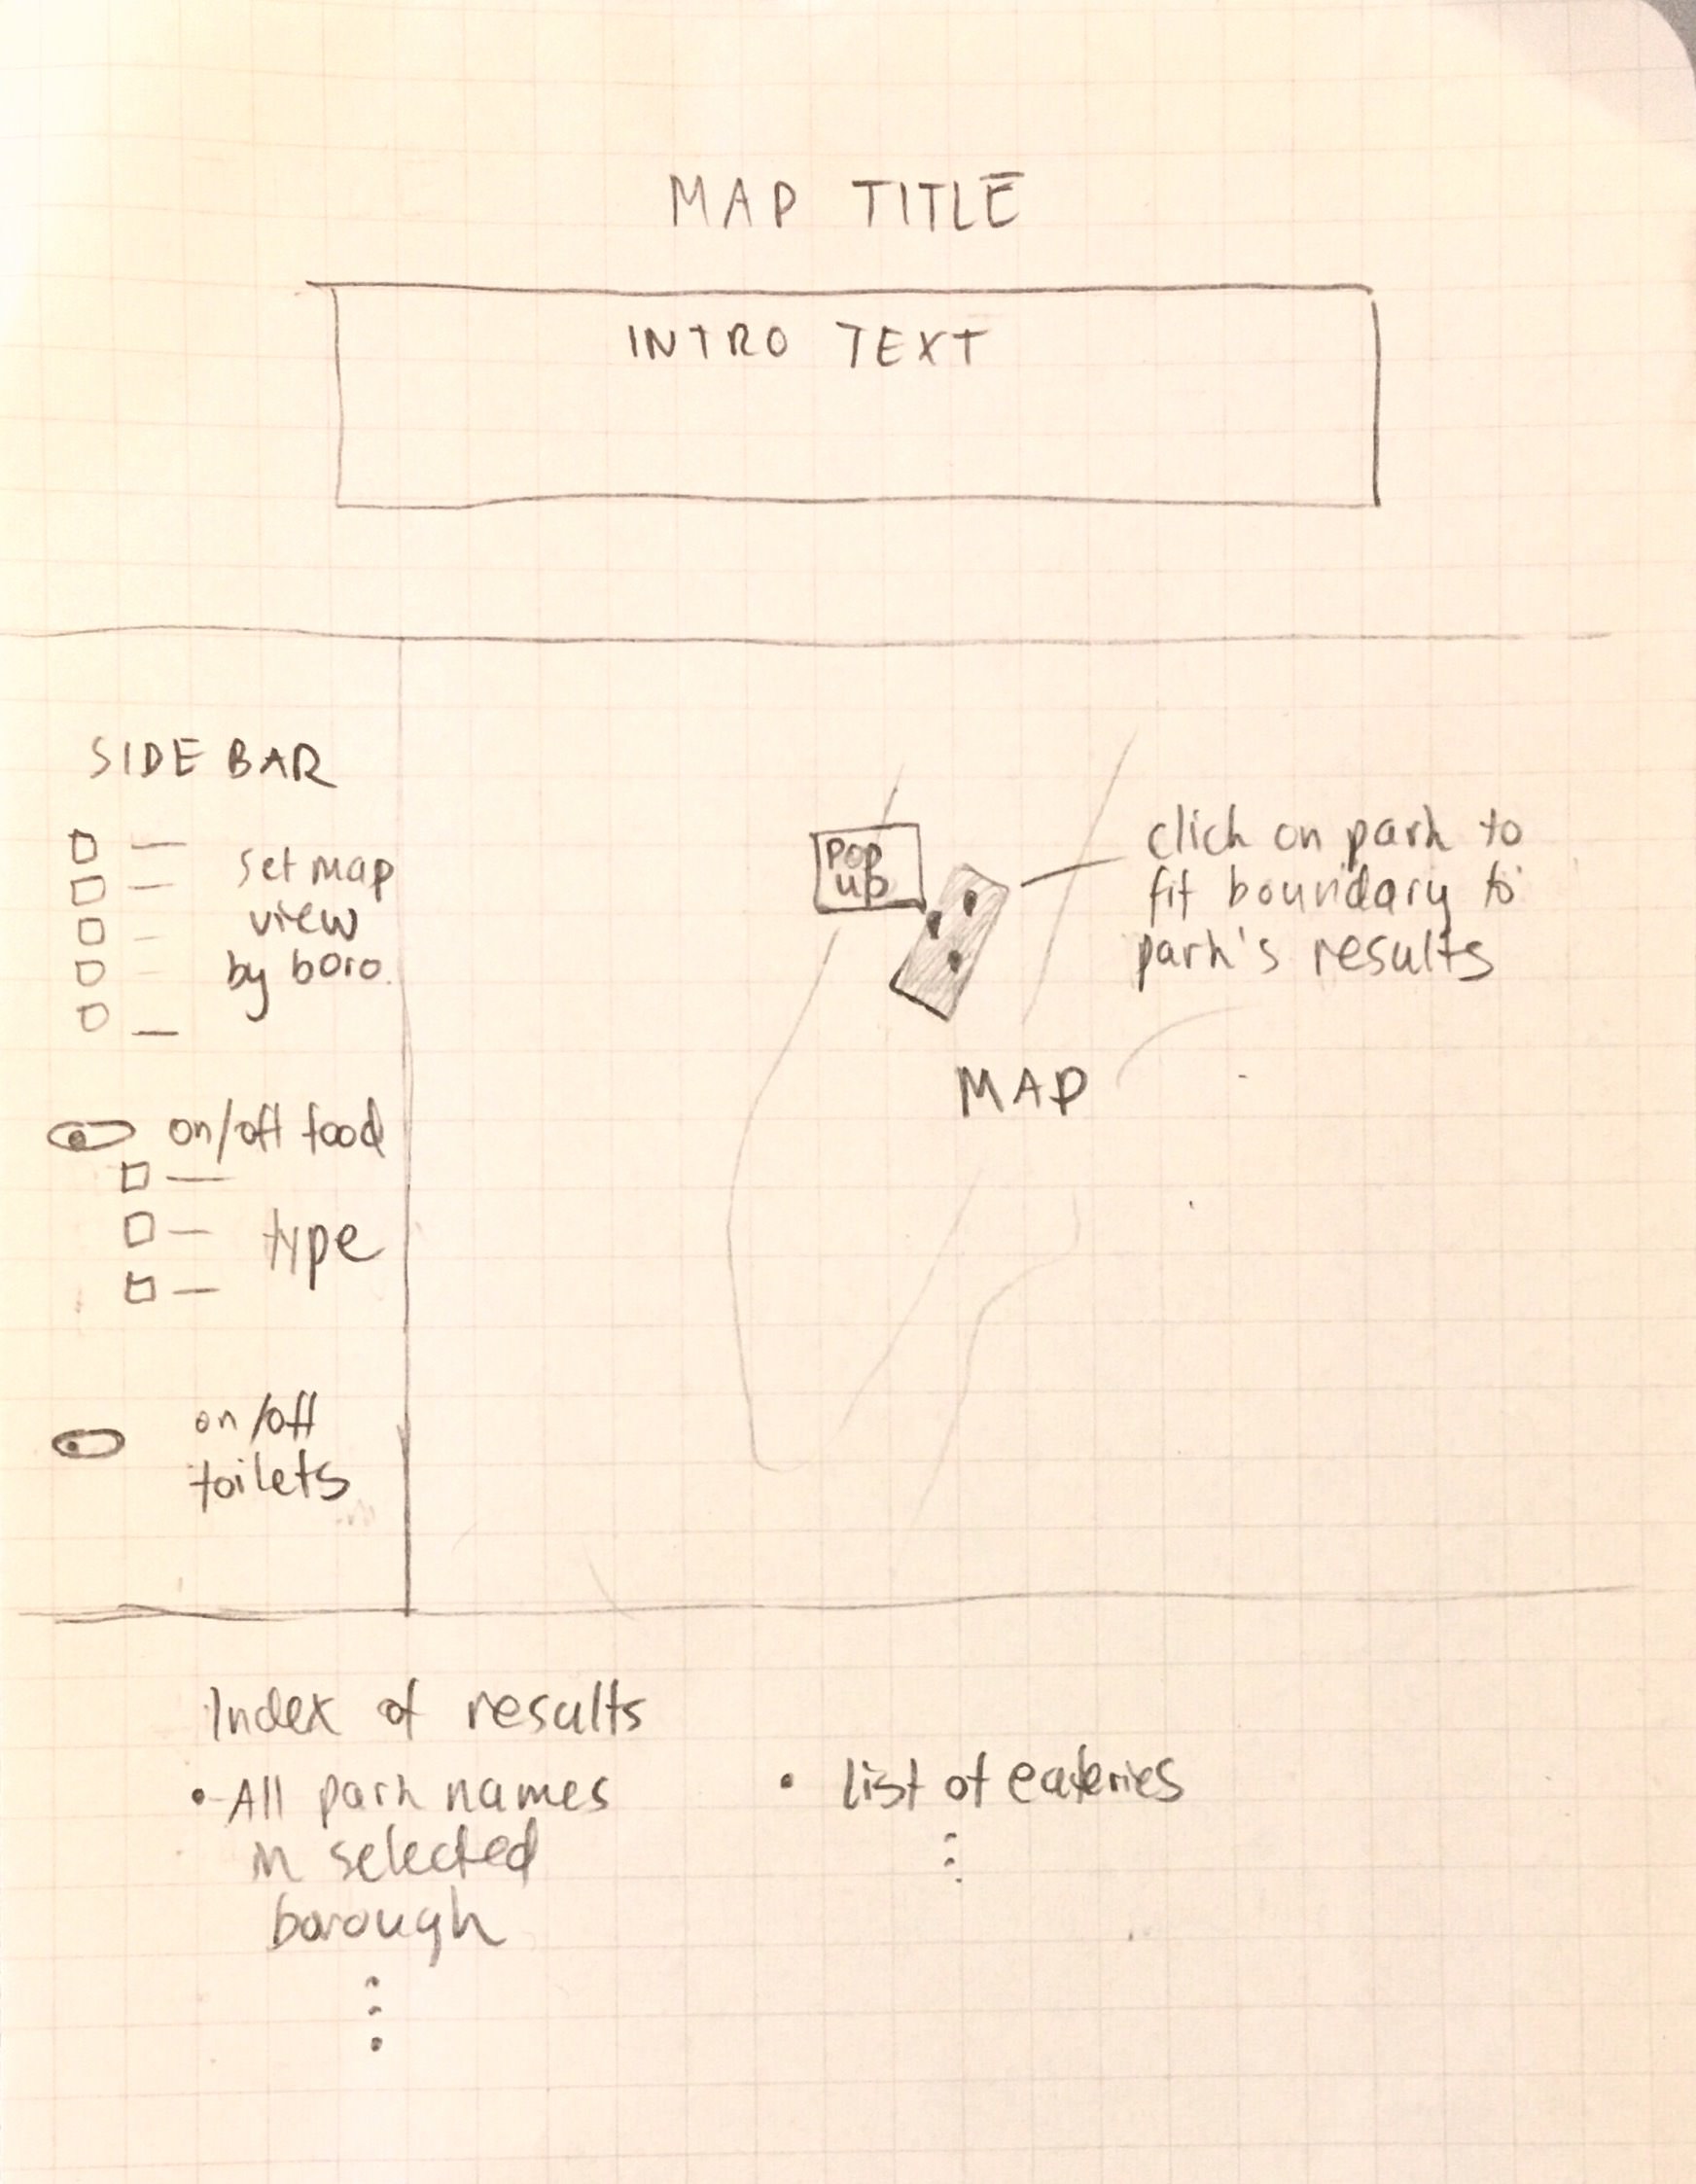 MAP TITLE
INTRO TEXT
SIDE BAR
set map
view
by boro.
on/off food
type
on/off
toilets
Pop
up
click on park to
fit boundary to
park's results
MAP
Index of results
• All park names
in selected
borough
• list of eateries